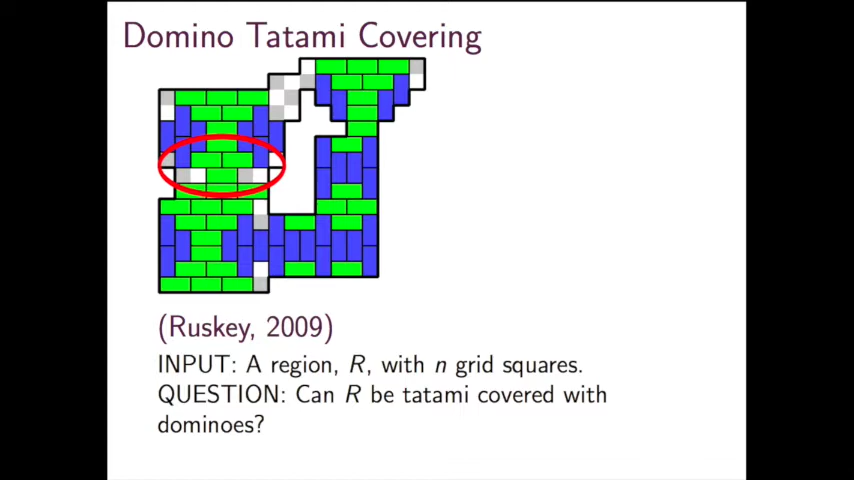 Domino Tatami Covering
(Ruskey, 2009)
INPUT: A region, R, with n grid squares.
QUESTION: Can R be tatami covered with
dominoes?